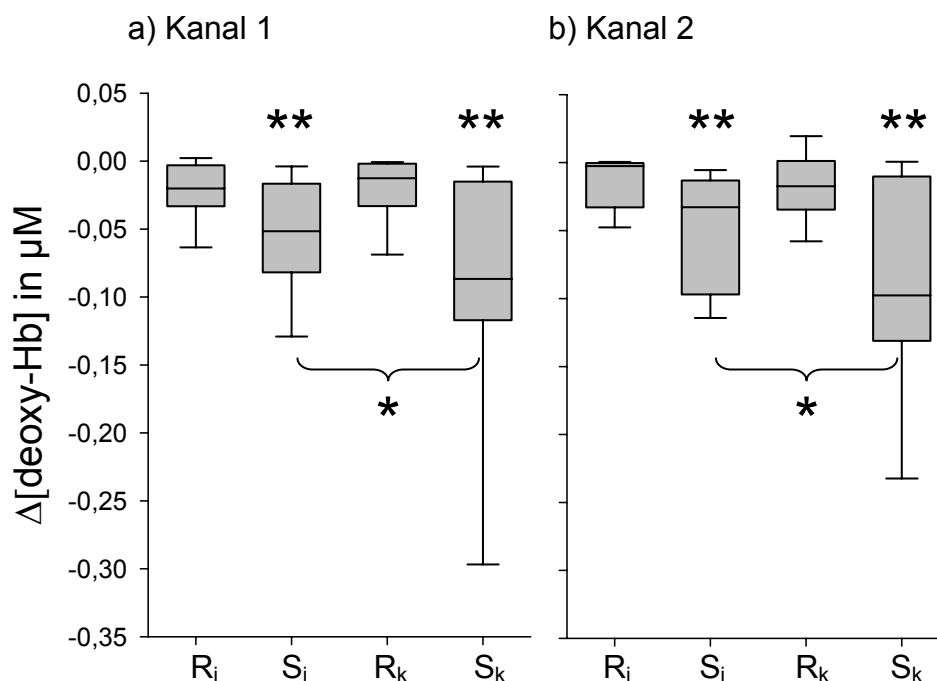 a) Kanal 1
b) Kanal 2
Δ[deoxy-Hb] in µM
0,05
0,00
-0,05
-0,10
-0,15
-0,20
-0,25
-0,30
-0,35
** **
*
Ri Si Rk Sk
** **
*
Ri Si Rk Sk